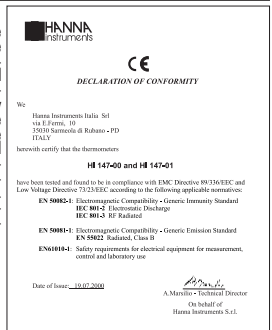 HANNA
instruments
CE
DECLARATION OF CONFORMITY
We
Hanna Instruments Italia Srl
via E.Fermi, 10
35030 Sarmeola di Rubano - PD
ITALY
herewith certify that the thermometers
HI 147-00 and HI 147-01
have been tested and found to be in compliance with EMC Directive 89/336/EEC and
Low Voltage Directive 73/23/EEC according to the following applicable normatives:
EN 50082-1: Electromagnetic Compatibility - Generic Immunity Standard
IEC 801-2 Electrostatic Discharge
IEC 801-3 RF Radiated
EN 50081-1: Electromagnetic Compatibility - Generic Emission Standard
EN 55022 Radiated, Class B
EN61010-1: Safety requirements for electrical equipment for measurement,
control and laboratory use
Date of Issue: 19.07.2000
A.Marsilio - Technical Director
On behalf of
Hanna Instruments S.r.l.